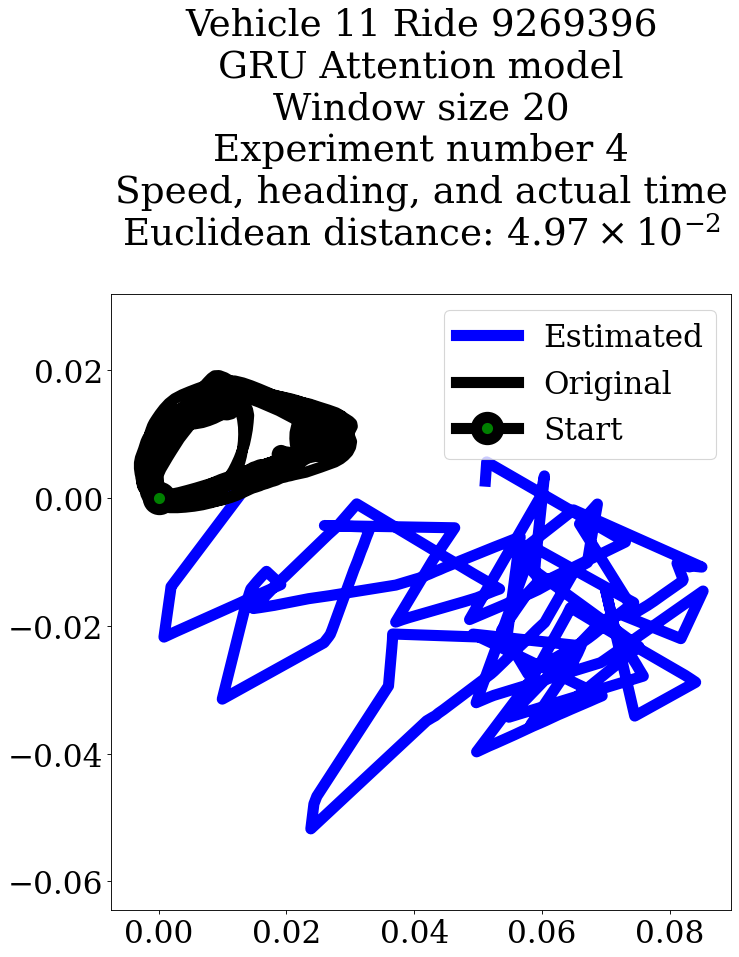 Vehicle 11 Ride 9269396
GRU Attention model
Window size 20
Experiment number 4
Speed, heading, and actual time
Euclidean distance: 4.97 × 10⁻²
Estimated
Original
Start
0.02
0.00
−0.02
−0.04
−0.06
0.00 0.02 0.04 0.06 0.08